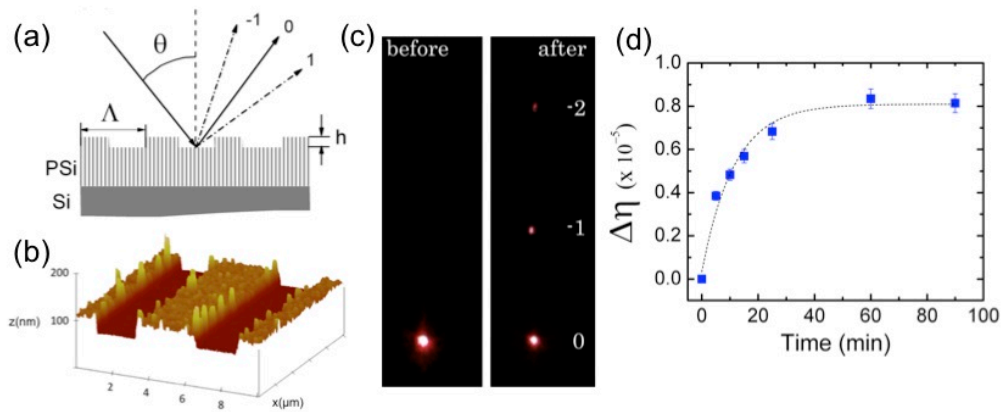 (a)
θ
-1
0
1
Λ
h
PSi
Si
(b)
200
z(nm)
100
2
4
6
8
x(μm)
(c)
before
after
-2
-1
0
(d)
Δη (x 10⁻⁵)
1.0
0.8
0.6
0.4
0.2
0.0
0
20
40
60
80
100
Time (min)